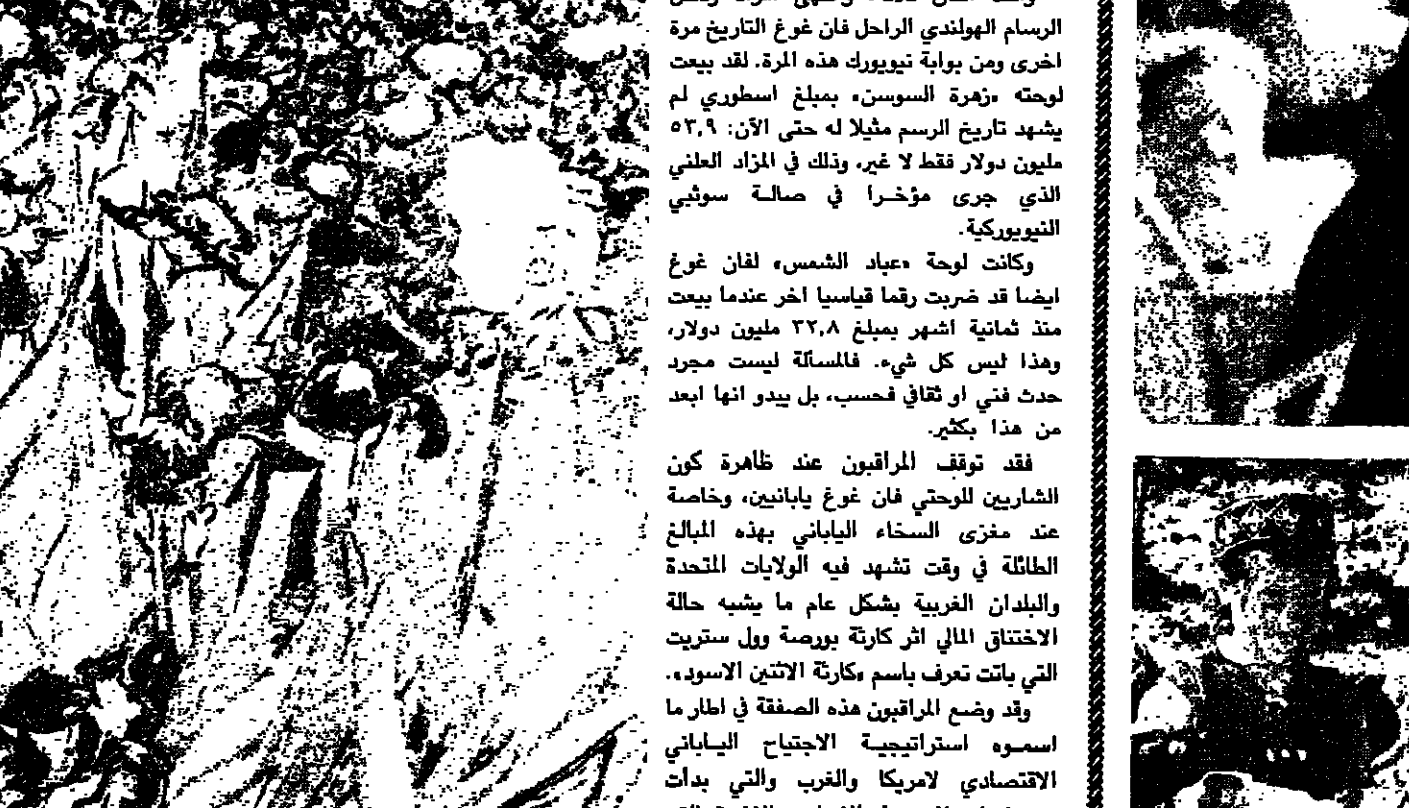 الرسام الهولندي الراحل فان غوغ التاريخ مرة
اخرى ومن بوابة نيويورك هذه المرة. لقد بيعت
لوحته «زهرة السوسن» بمبلغ اسطوري لم
يشهد تاريخ الرسم مثيلا له حتى الآن: ٥٣,٩
مليون دولار فقط لا غير، وذلك في المزاد العلني
الذي جرى مؤخرا في صالة سوثبي
النيويوركية.
وكانت لوحة «عباد الشمس» لفان غوغ
ايضا قد ضربت رقما قياسيا اخر عندما بيعت
منذ ثمانية اشهر بمبلغ ٣٢,٨ مليون دولار،
وهذا ليس كل شيء. فالمسألة ليست مجرد
حدث فني او ثقافي فحسب، بل يبدو انها ابعد
من هذا بكثير.
فقد توقف المراقبون عند ظاهرة كون
الشاريين للوحتي فان غوغ يابانيين، وخاصة
عند مغزى السخاء الياباني بهذه المبالغ
الطائلة في وقت تشهد فيه الولايات المتحدة
والبلدان الغربية بشكل عام ما يشبه حالة
الاختناق المالي اثر كارثة بورصة وول ستريت
التي باتت تعرف باسم «كارثة الاثنين الاسود».
وقد وضع المراقبون هذه الصفقة في اطار ما
اسموه استراتيجية الاجتياح الياباني
الاقتصادي لامريكا والغرب والتي بدأت